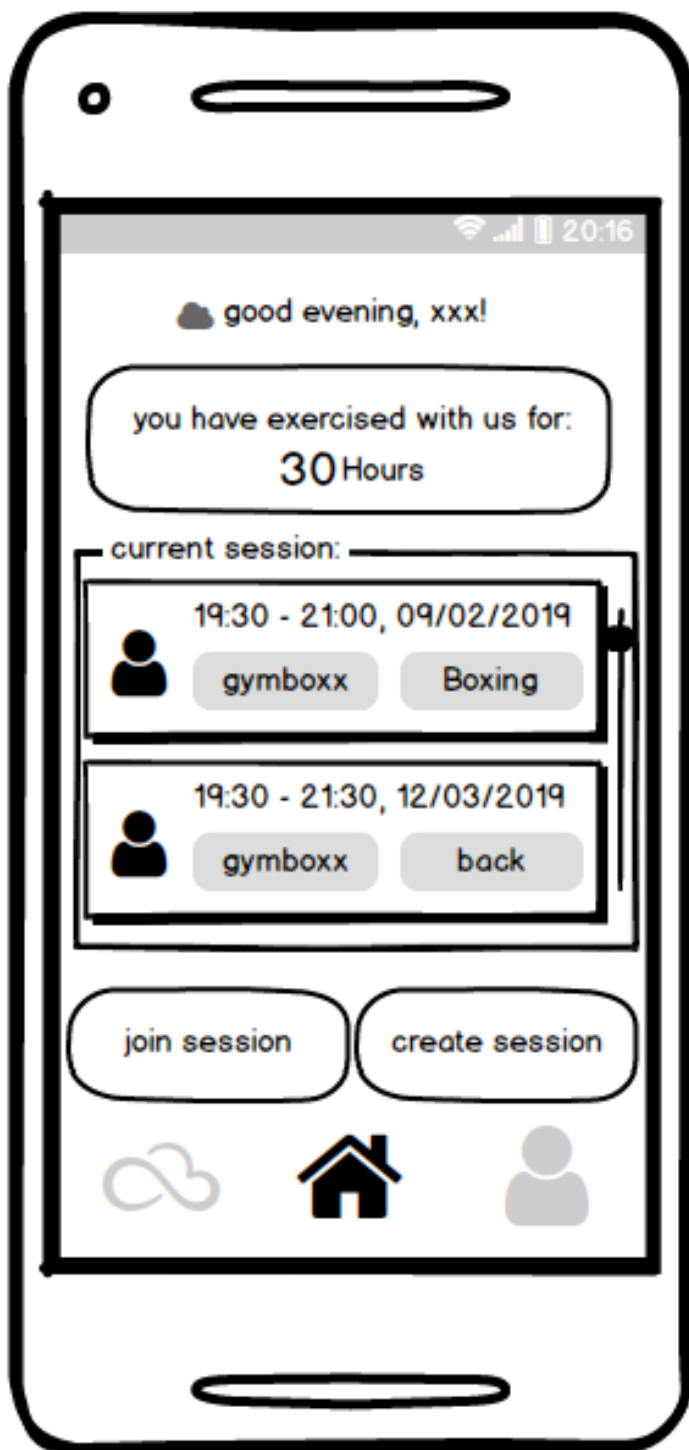 20:16
good evening, xxx!
you have exercised with us for:
30 Hours
current session:
19:30 - 21:00, 09/02/2019
gymboxx Boxing
19:30 - 21:30, 12/03/2019
gymboxx back
join session create session